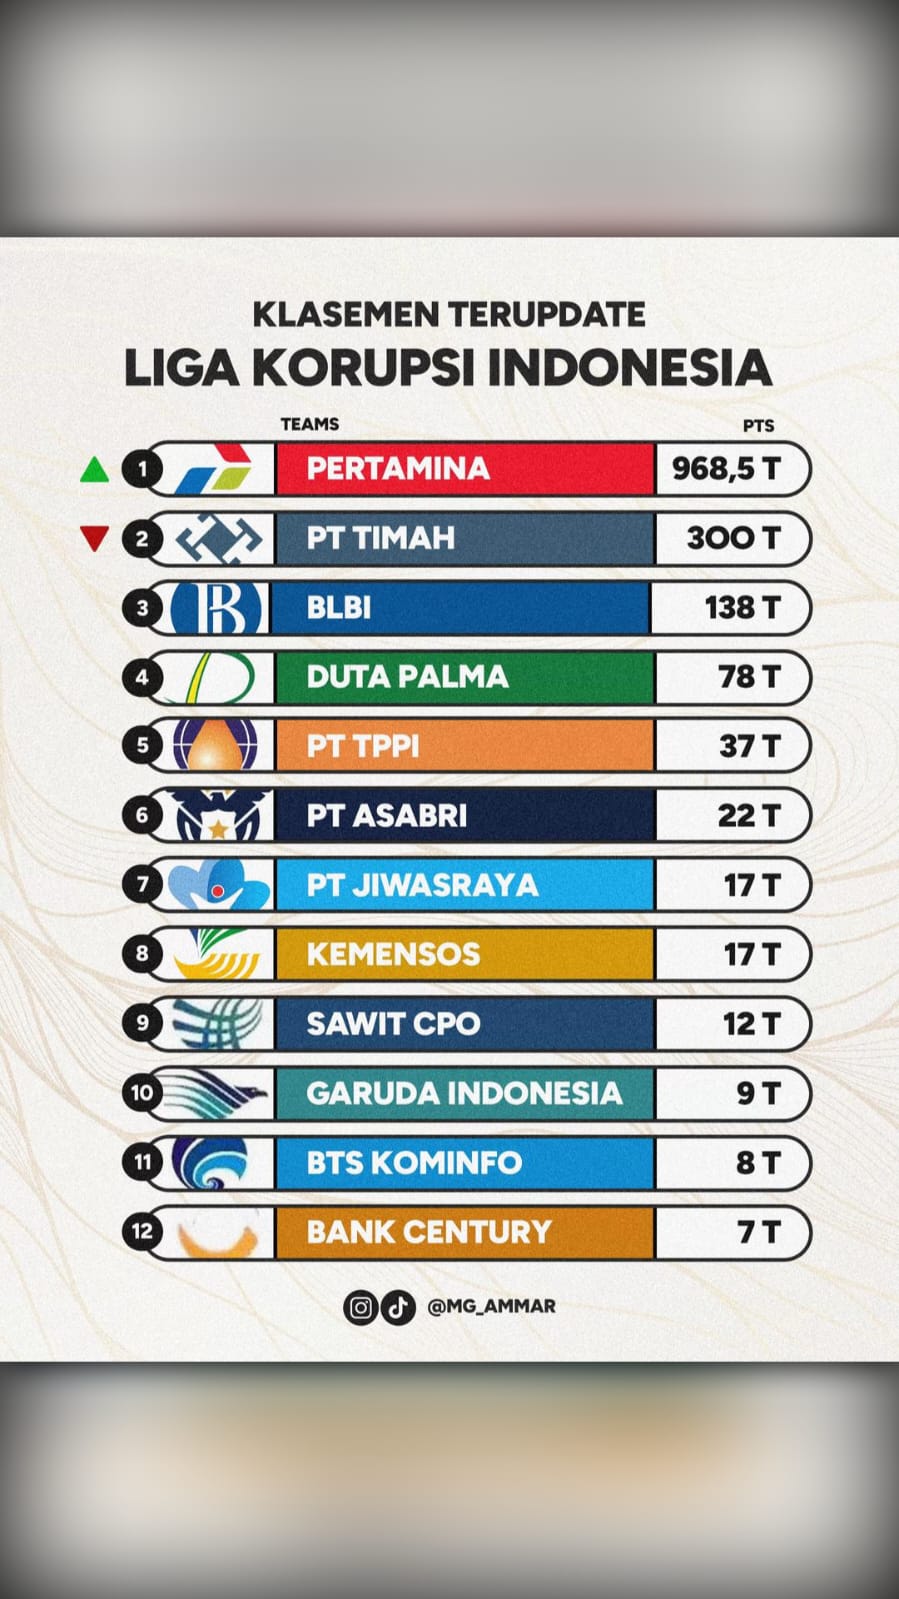 KLASEMEN TERUPDATE
LIGA KORUPSI INDONESIA
TEAMS PTS
1 PERTAMINA 968,5 T
2 PT TIMAH 300 T
3 BLBI 138 T
4 DUTA PALMA 78 T
5 PT TPPI 37 T
6 PT ASABRI 22 T
7 PT JIWASRAYA 17 T
8 KEMENSOS 17 T
9 SAWIT CPO 12 T
10 GARUDA INDONESIA 9 T
11 BTS KOMINFO 8 T
12 BANK CENTURY 7 T
@MG_AMMAR